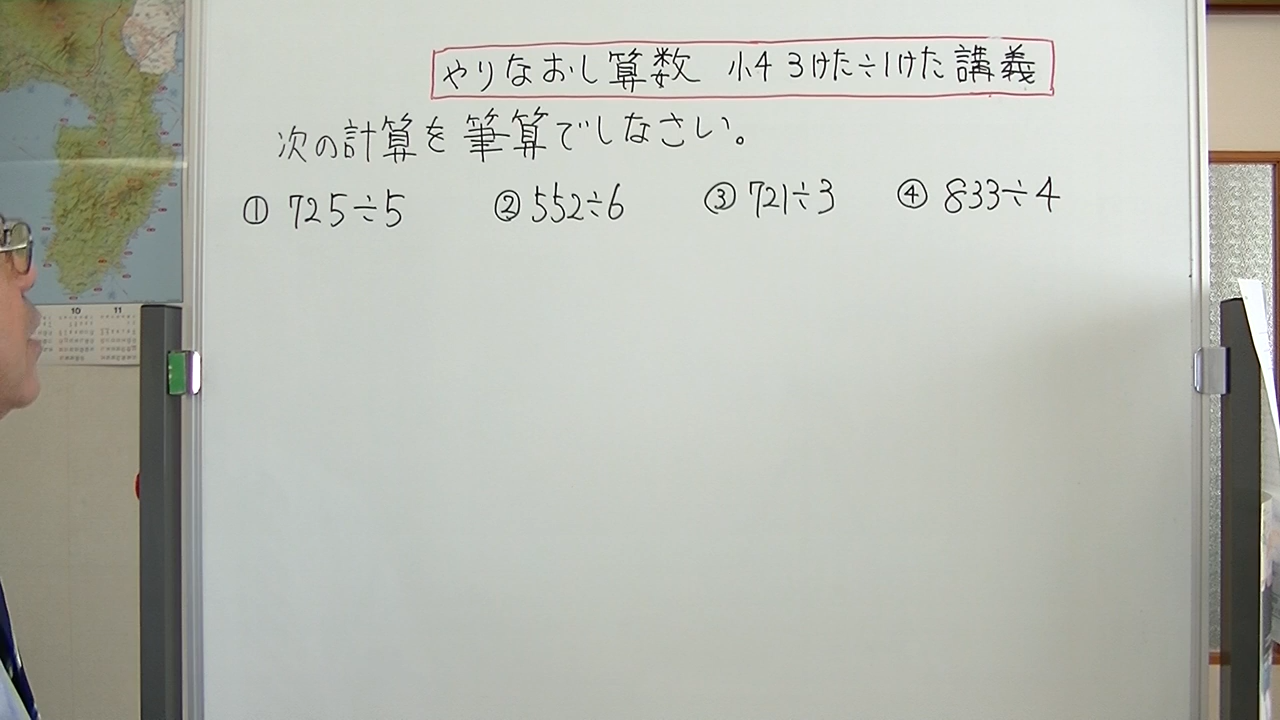 やりなおし算数 小4 3けた÷1けた 講義
次の計算を筆算でしなさい。
① 725÷5 ② 552÷6 ③ 721÷3 ④ 833÷4
10 11